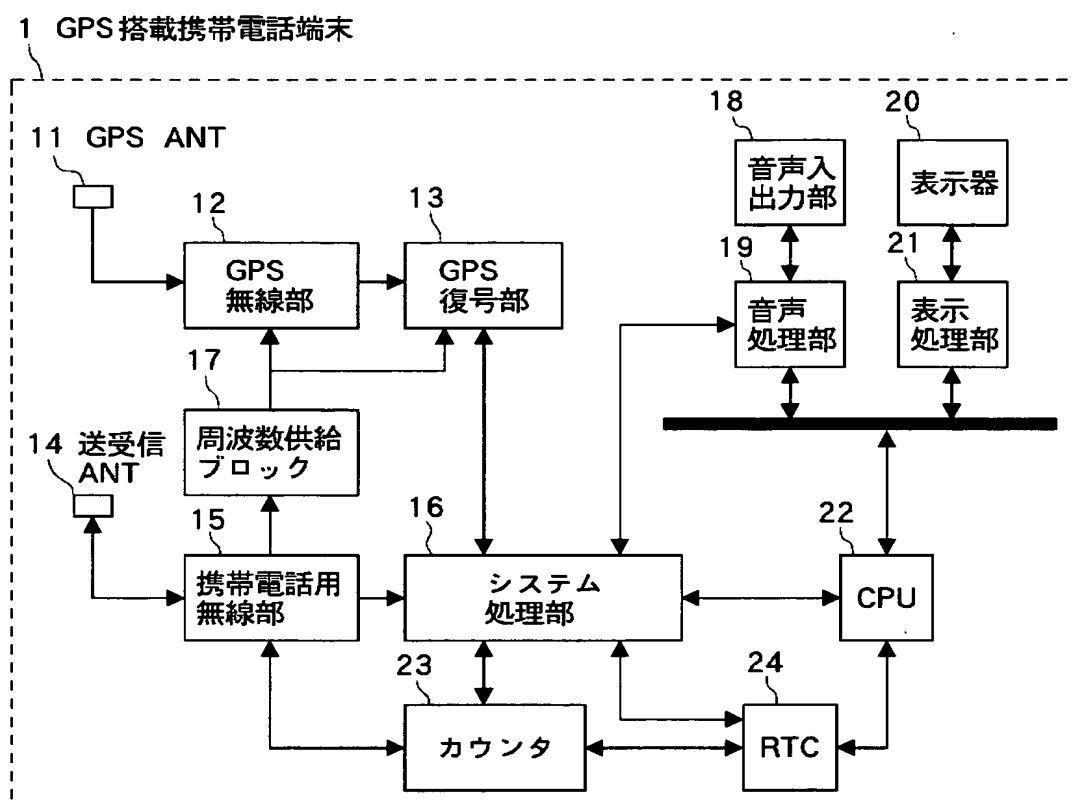 1 GPS搭載携帯電話端末
11 GPS ANT
12
GPS
無線部
13
GPS
復号部
18
音声入
出力部
20
表示器
19
音声
処理部
21
表示
処理部
17
周波数供給
ブロック
14 送受信
ANT
15
携帯電話用
無線部
16
システム
処理部
22
CPU
23
カウンタ
24
RTC